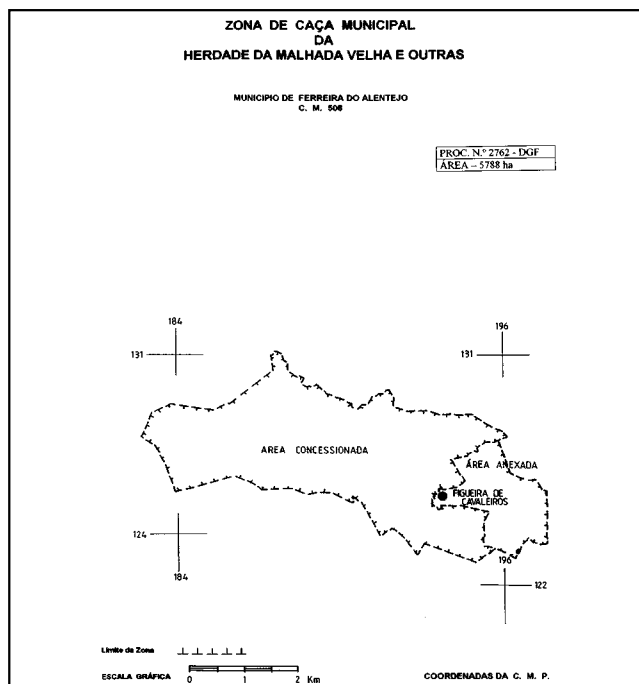 ZONA DE CAÇA MUNICIPAL
DA
HERDADE DA MALHADA VELHA E OUTRAS
MUNICIPIO DE FERREIRA DO ALENTEJO
C. M. 508
PROC. N.º 2762 - DGF
ÁREA – 5788 ha
184
196
131
131
AREA CONCESSIONADA
ÁREA ANEXADA
FIGUEIRA DE
CAVALEIROS
124
184
196
122
Limite da Zona
ESCALA GRÁFICA 0 1 2 Km
COORDENADAS DA C. M. P.